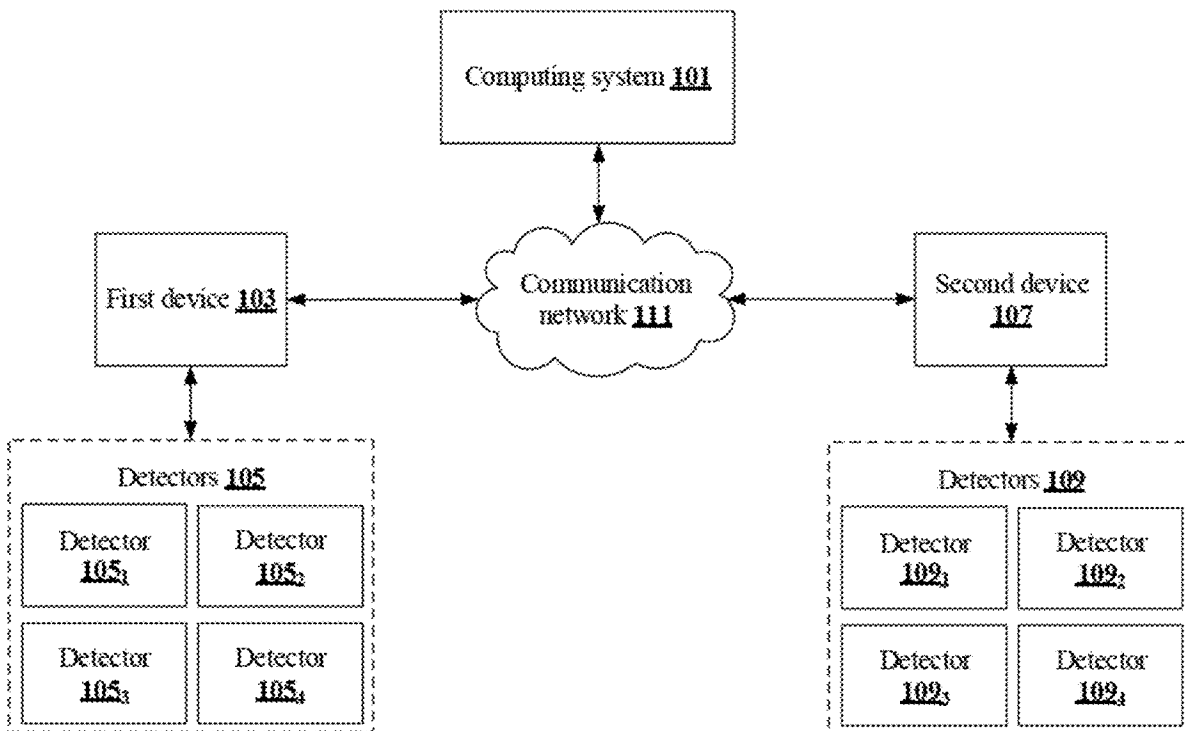 Computing system 101
First device 103
Communication
network 111
Second device
107
Detectors 105
Detector
105₁
Detector
105₂
Detector
105₃
Detector
105₄
Detectors 109
Detector
109₁
Detector
109₂
Detector
109₃
Detector
109₄